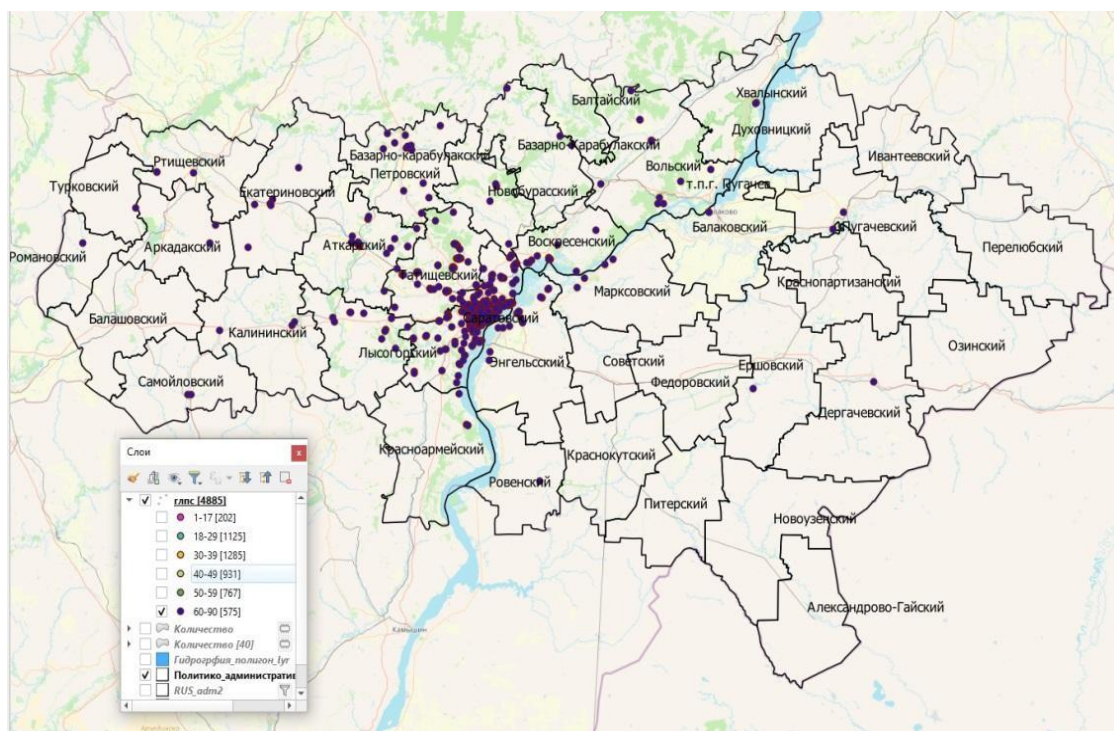 Балтайский
Хвалынский
Духовницкий
Ртищевский
Базарно-карабулакский
Базарно-Карабулакский
Ивантеевский
Турковский
Екатериновский
Петровский
Новобурасский
Вольский
т.п.г. Пугачев
Романовский
Аркадакский
Аткарский
Воскресенский
Балаковский
Пугачевский
Перелюбский
Татищевский
Марксовский
Краснопартизанский
Балашовский
Калининский
Саратовский
Лысогорский
Энгельсский
Советский
Ершовский
Озинский
Самойловский
Федоровский
Дергачевский
Красноармейский
Краснокутский
Ровенский
Питерский
Новоузенский
Александрово-Гайский
Камышин
Слои
глпс [4885]
1-17 [202]
18-29 [1125]
30-39 [1285]
40-49 [931]
50-59 [767]
60-90 [575]
Количество
Количество [40]
Гидрогрфия_полигон_lyr
Политико_административ
RUS_adm2